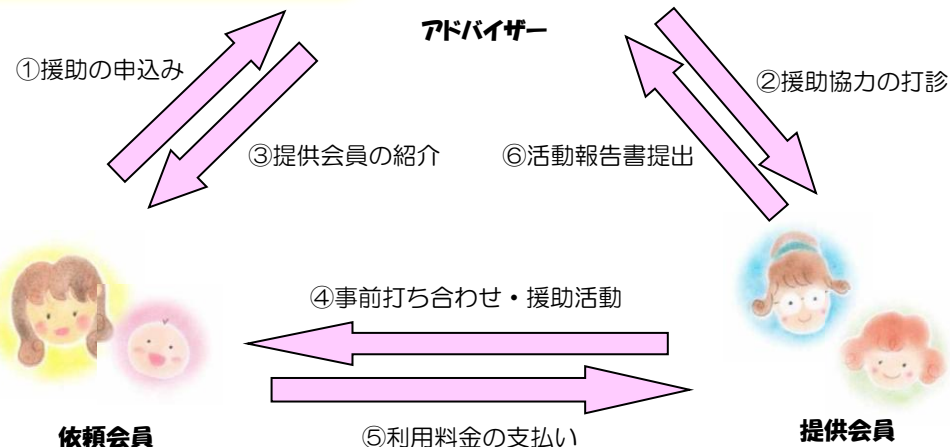 アドバイザー
①援助の申込み
②援助協力の打診
③提供会員の紹介
⑥活動報告書提出
④事前打ち合わせ・援助活動
依頼会員
⑤利用料金の支払い
提供会員